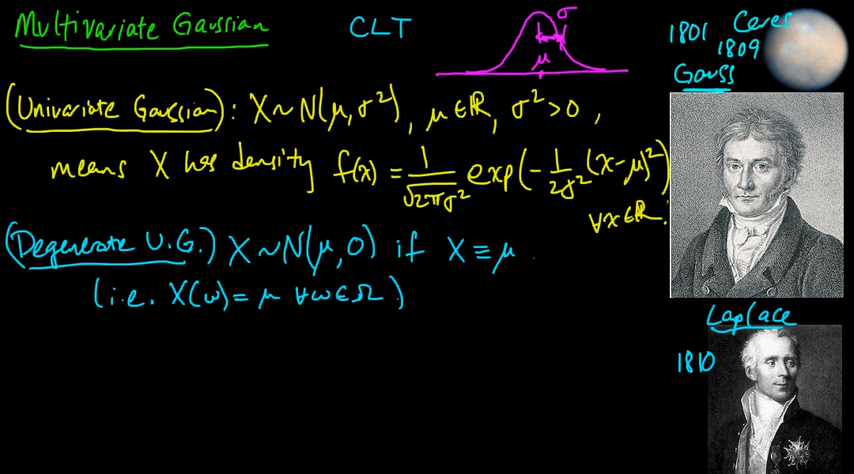 Multivariate Gaussian CLT
σ
μ
1801 Ceres
1809
Gauss
(Univariate Gaussian): X~N(μ,σ²), μ∈ℝ, σ²>0,
means X has density f(x) = 1/√2πσ² exp(-1/2σ²(x-μ)²)
∀x∈ℝ.
(Degenerate U.G.) X~N(μ,0) if X≡μ.
(i.e. X(ω)=μ ∀ω∈Ω.)
Laplace
1810